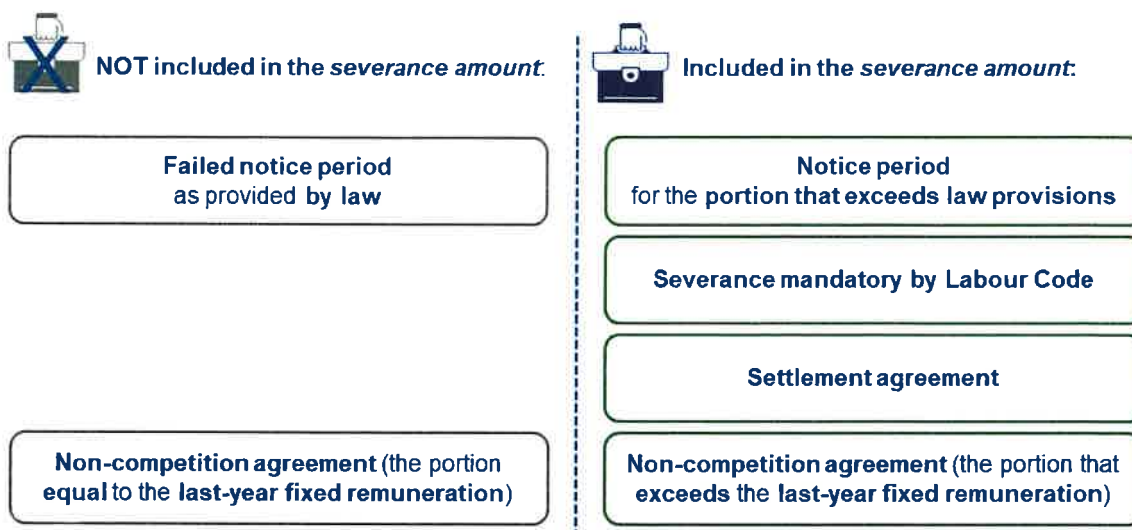 NOT included in the severance amount:
Failed notice period
as provided by law
Non-competition agreement (the portion
equal to the last-year fixed remuneration)
Included in the severance amount:
Notice period
for the portion that exceeds law provisions
Severance mandatory by Labour Code
Settlement agreement
Non-competition agreement (the portion that
exceeds the last-year fixed remuneration)